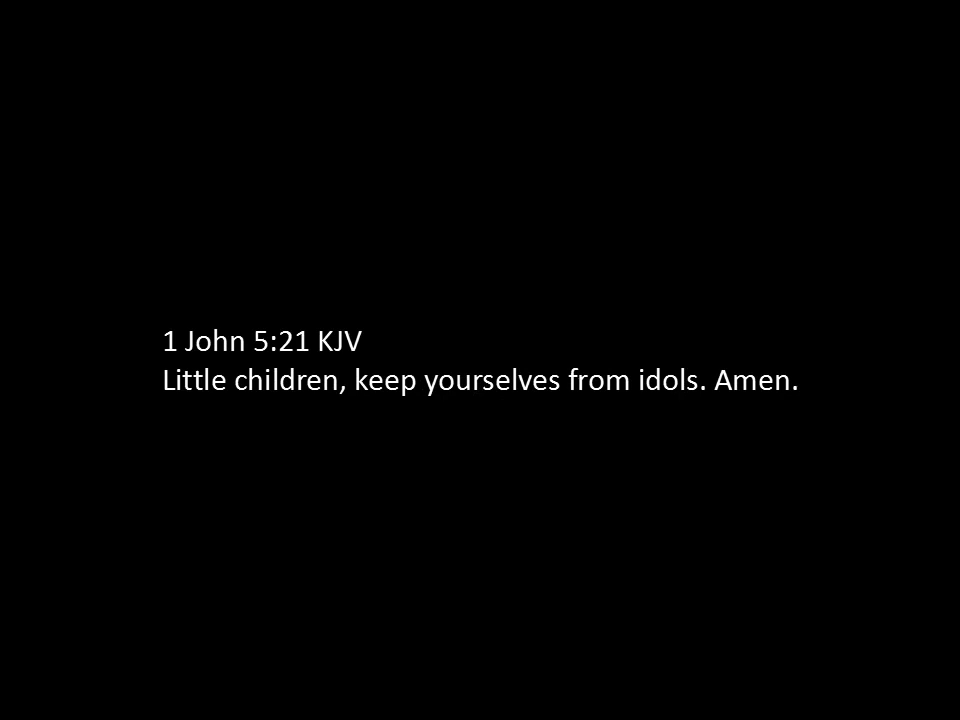 1 John 5:21 KJV
Little children, keep yourselves from idols. Amen.